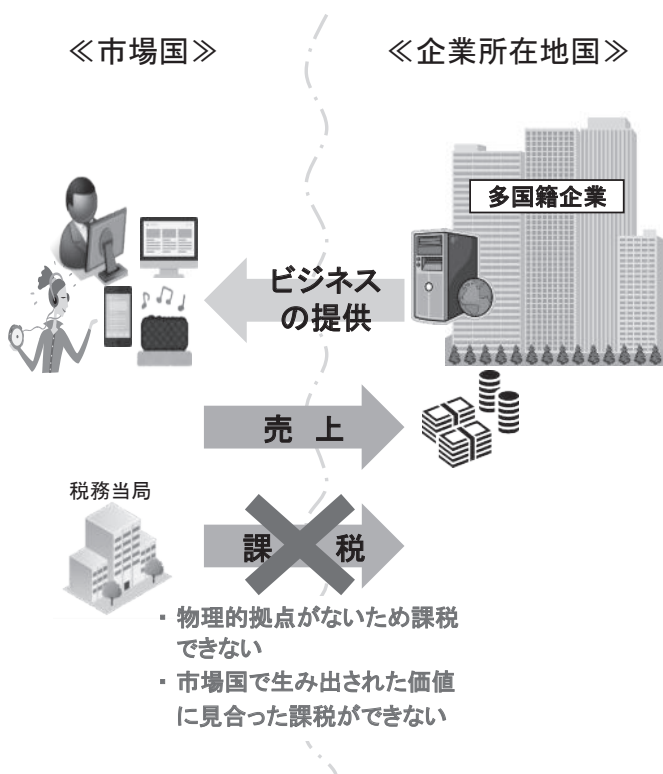 ≪市場国≫
≪企業所在地国≫
多国籍企業
ビジネス
の提供
売 上
税務当局
課 税
・ 物理的拠点がないため課税
できない
・ 市場国で生み出された価値
に見合った課税ができない